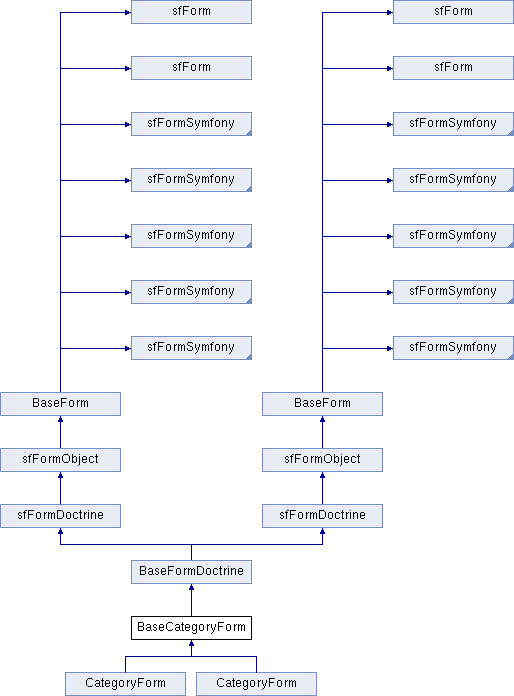 sfForm sfForm
sfForm sfForm
sfFormSymfony sfFormSymfony
sfFormSymfony sfFormSymfony
sfFormSymfony sfFormSymfony
sfFormSymfony sfFormSymfony
sfFormSymfony sfFormSymfony
BaseForm BaseForm
sfFormObject sfFormObject
sfFormDoctrine sfFormDoctrine
BaseFormDoctrine
BaseCategoryForm
CategoryForm CategoryForm